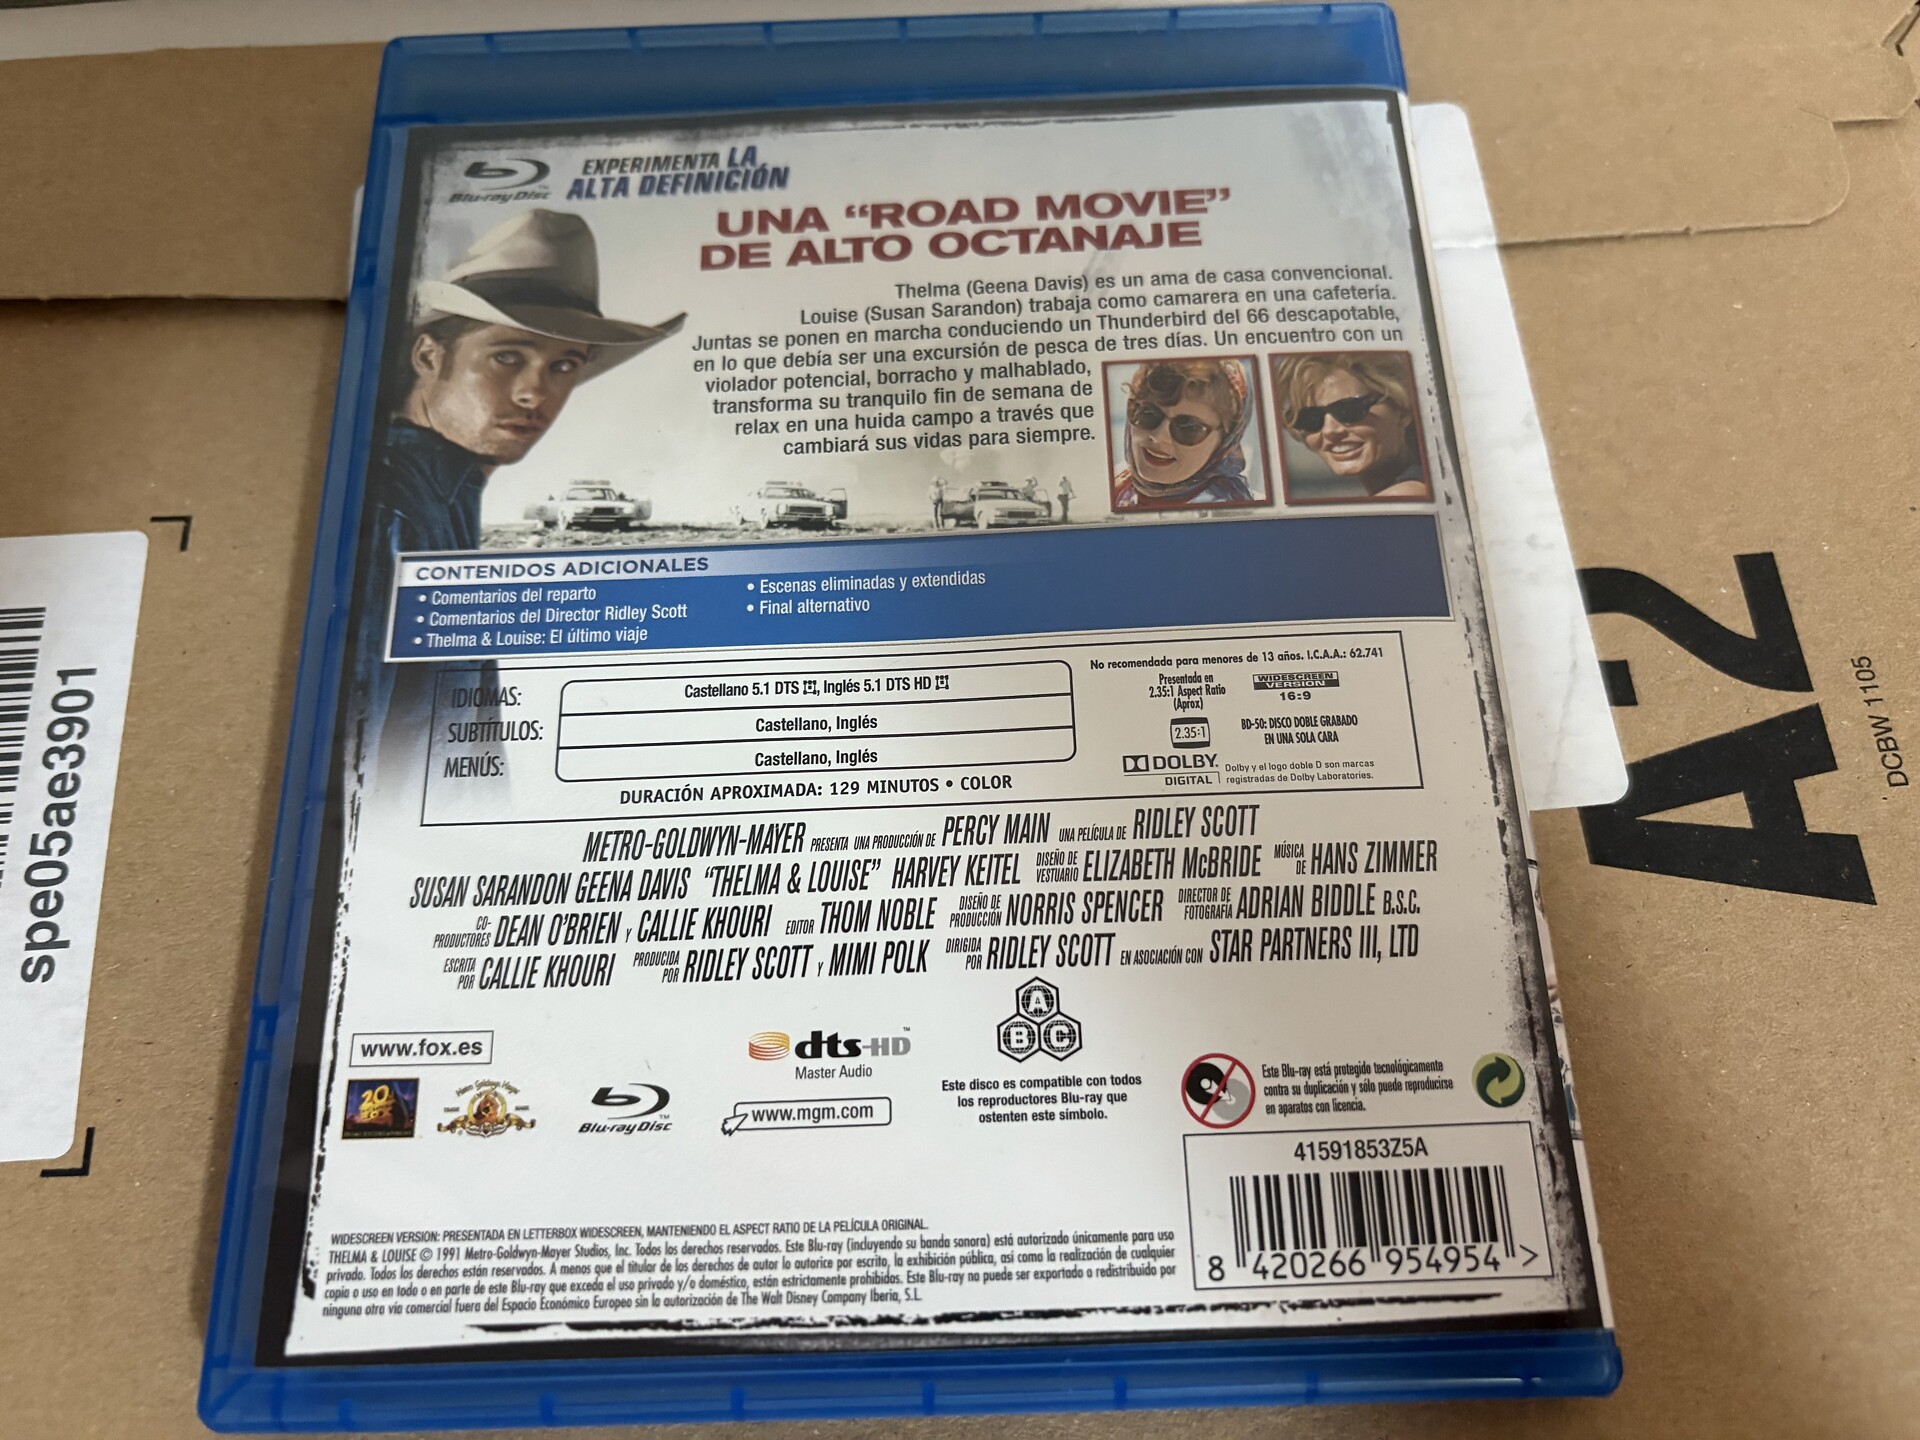 Blu-ray Disc
EXPERIMENTA LA
ALTA DEFINICIÓN
UNA “ROAD MOVIE”
DE ALTO OCTANAJE
Thelma (Geena Davis) es un ama de casa convencional.
Louise (Susan Sarandon) trabaja como camarera en una cafetería.
Juntas se ponen en marcha conduciendo un Thunderbird del 66 descapotable,
en lo que debía ser una excursión de pesca de tres días. Un encuentro con un
violador potencial, borracho y malhablado,
transforma su tranquilo fin de semana de
relax en una huida campo a través que
cambiará sus vidas para siempre.
CONTENIDOS ADICIONALES
• Comentarios del reparto
• Comentarios del Director Ridley Scott
• Thelma & Louise: El último viaje
• Escenas eliminadas y extendidas
• Final alternativo
IDIOMAS: Castellano 5.1 DTS, Inglés 5.1 DTS HD
SUBTÍTULOS: Castellano, Inglés
MENÚS: Castellano, Inglés
DURACIÓN APROXIMADA: 129 MINUTOS • COLOR
No recomendada para menores de 13 años. I.C.A.A.: 62.741
Presentada en
2.35:1 Aspect Ratio
(Aprox)
WIDESCREEN
VERSION
16:9
2.35:1
BD-50: DISCO DOBLE GRABADO
EN UNA SOLA CARA
DOLBY
DIGITAL
Dolby y el logo doble D son marcas
registradas de Dolby Laboratories.
METRO-GOLDWYN-MAYER PRESENTA UNA PRODUCCIÓN DE PERCY MAIN UNA PELÍCULA DE RIDLEY SCOTT
SUSAN SARANDON GEENA DAVIS “THELMA & LOUISE” HARVEY KEITEL DISEÑO DE VESTUARIO ELIZABETH McBRIDE MÚSICA DE HANS ZIMMER
CO-PRODUCTORES DEAN O'BRIEN Y CALLIE KHOURI EDITOR THOM NOBLE DISEÑO DE PRODUCCIÓN NORRIS SPENCER DIRECTOR DE FOTOGRAFÍA ADRIAN BIDDLE B.S.C.
ESCRITA POR CALLIE KHOURI PRODUCIDA POR RIDLEY SCOTT Y MIMI POLK DIRIGIDA POR RIDLEY SCOTT EN ASOCIACIÓN CON STAR PARTNERS III, LTD
www.fox.es
20
FOX
Metro Goldwyn Mayer
TRADE MARK
Blu-ray Disc
dts-HD
Master Audio
www.mgm.com
A
B C
Este disco es compatible con todos
los reproductores Blu-ray que
ostenten este símbolo.
Este Blu-ray está protegido tecnológicamente
contra su duplicación y sólo puede reproducirse
en aparatos con licencia.
41591853Z5A
8 420266 954954 >
WIDESCREEN VERSION: PRESENTADA EN LETTERBOX WIDESCREEN, MANTENIENDO EL ASPECT RATIO DE LA PELÍCULA ORIGINAL.
THELMA & LOUISE © 1991 Metro-Goldwyn-Mayer Studios, Inc. Todos los derechos reservados. Este Blu-ray (incluyendo su banda sonora) está autorizado únicamente para uso
privado. Todos los derechos están reservados. A menos que el titular de los derechos de autor lo autorice por escrito, la exhibición pública, así como la realización de cualquier
copia o uso en todo o en parte de este Blu-ray que exceda el uso privado y/o doméstico, están estrictamente prohibidos. Este Blu-ray no puede ser exportado o redistribuido por
ninguna otra vía comercial fuera del Espacio Económico Europeo sin la autorización de The Walt Disney Company Iberia, S.L.
spe05ae3901
A2
DCBW 1105